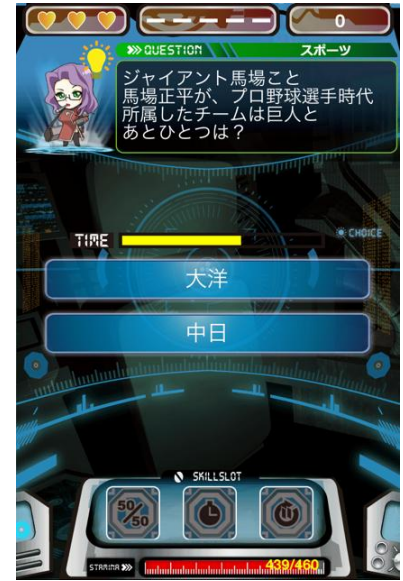 0
QUESTION スポーツ
ジャイアント馬場こと
馬場正平が、プロ野球選手時代
所属したチームは巨人と
あとひとつは？
TIME
CHOICE
大洋
中日
SKILLSLOT
50/50
STAMINA 439/460